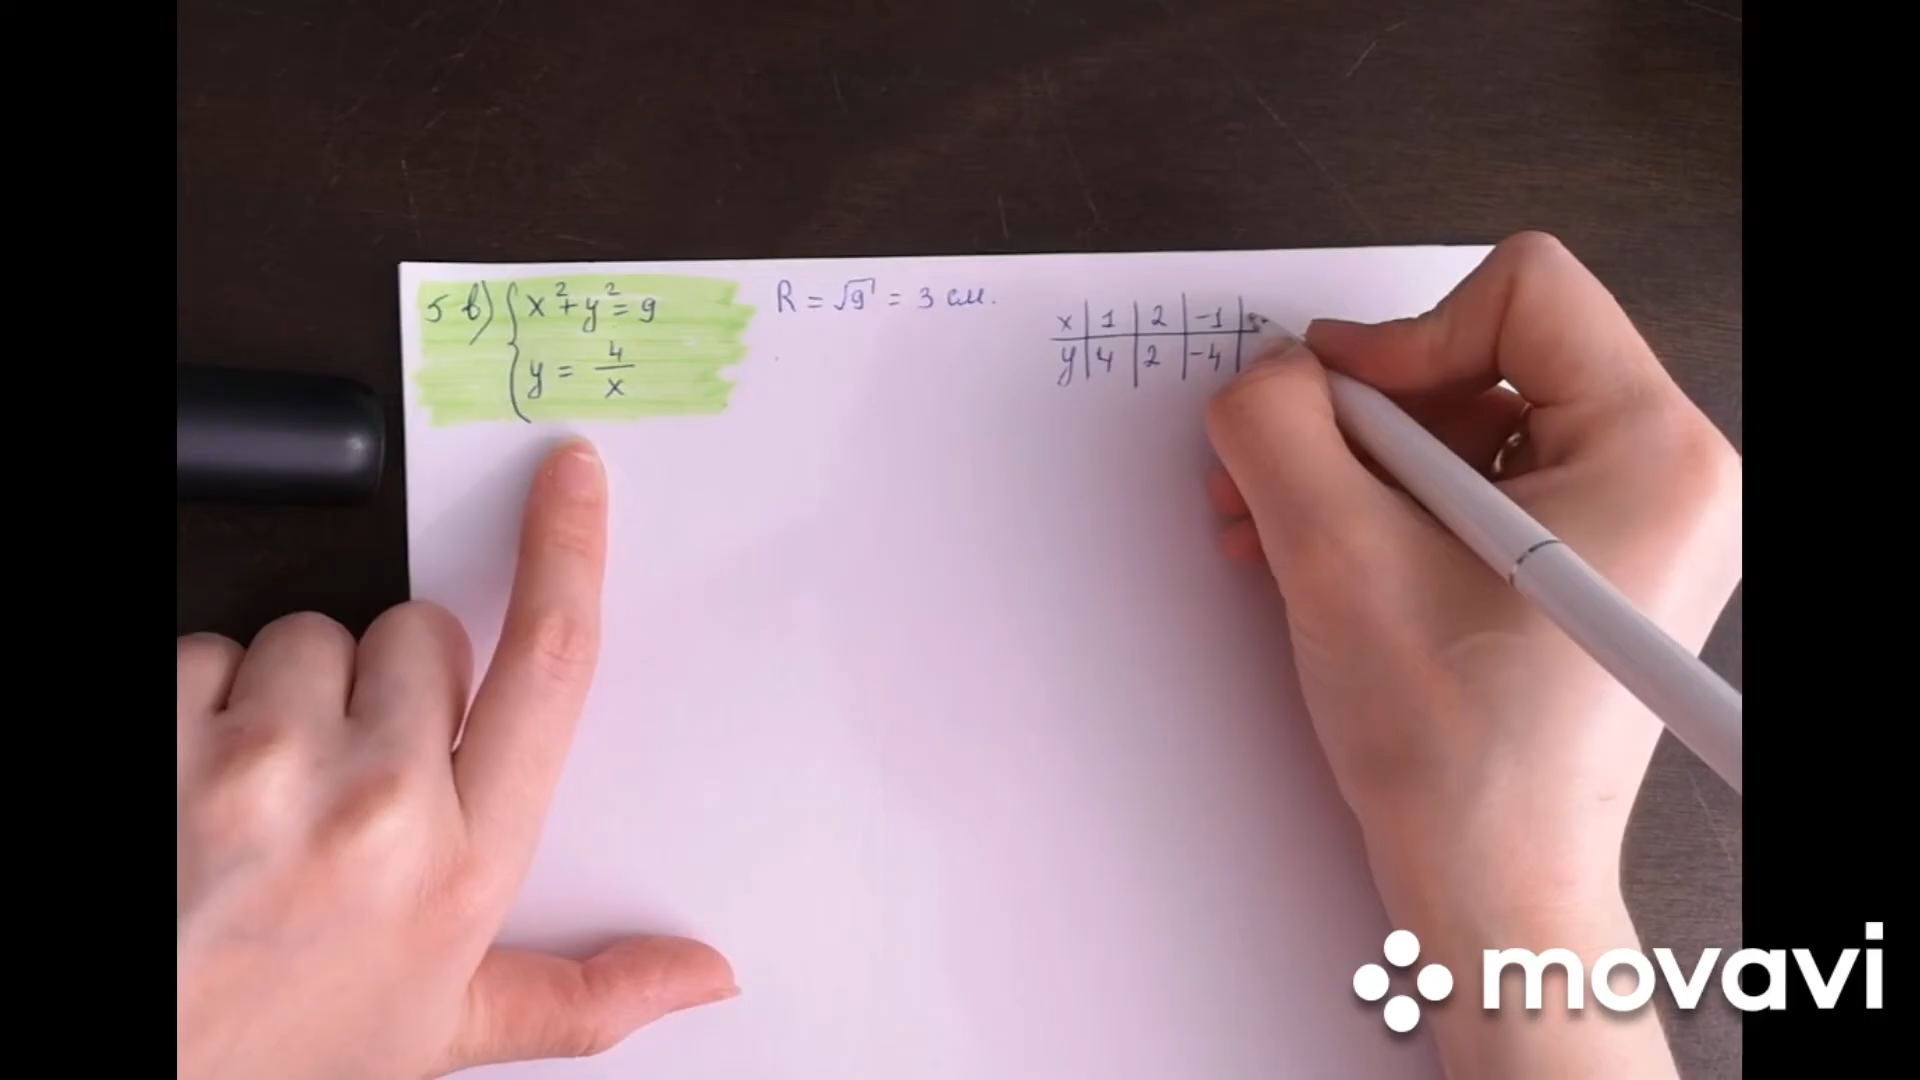 5 в) { x² + y² = 9
y = 4/x
R = √9 = 3 см.
x | 1 | 2 | -1 |
y | 4 | 2 | -4 |
movavi